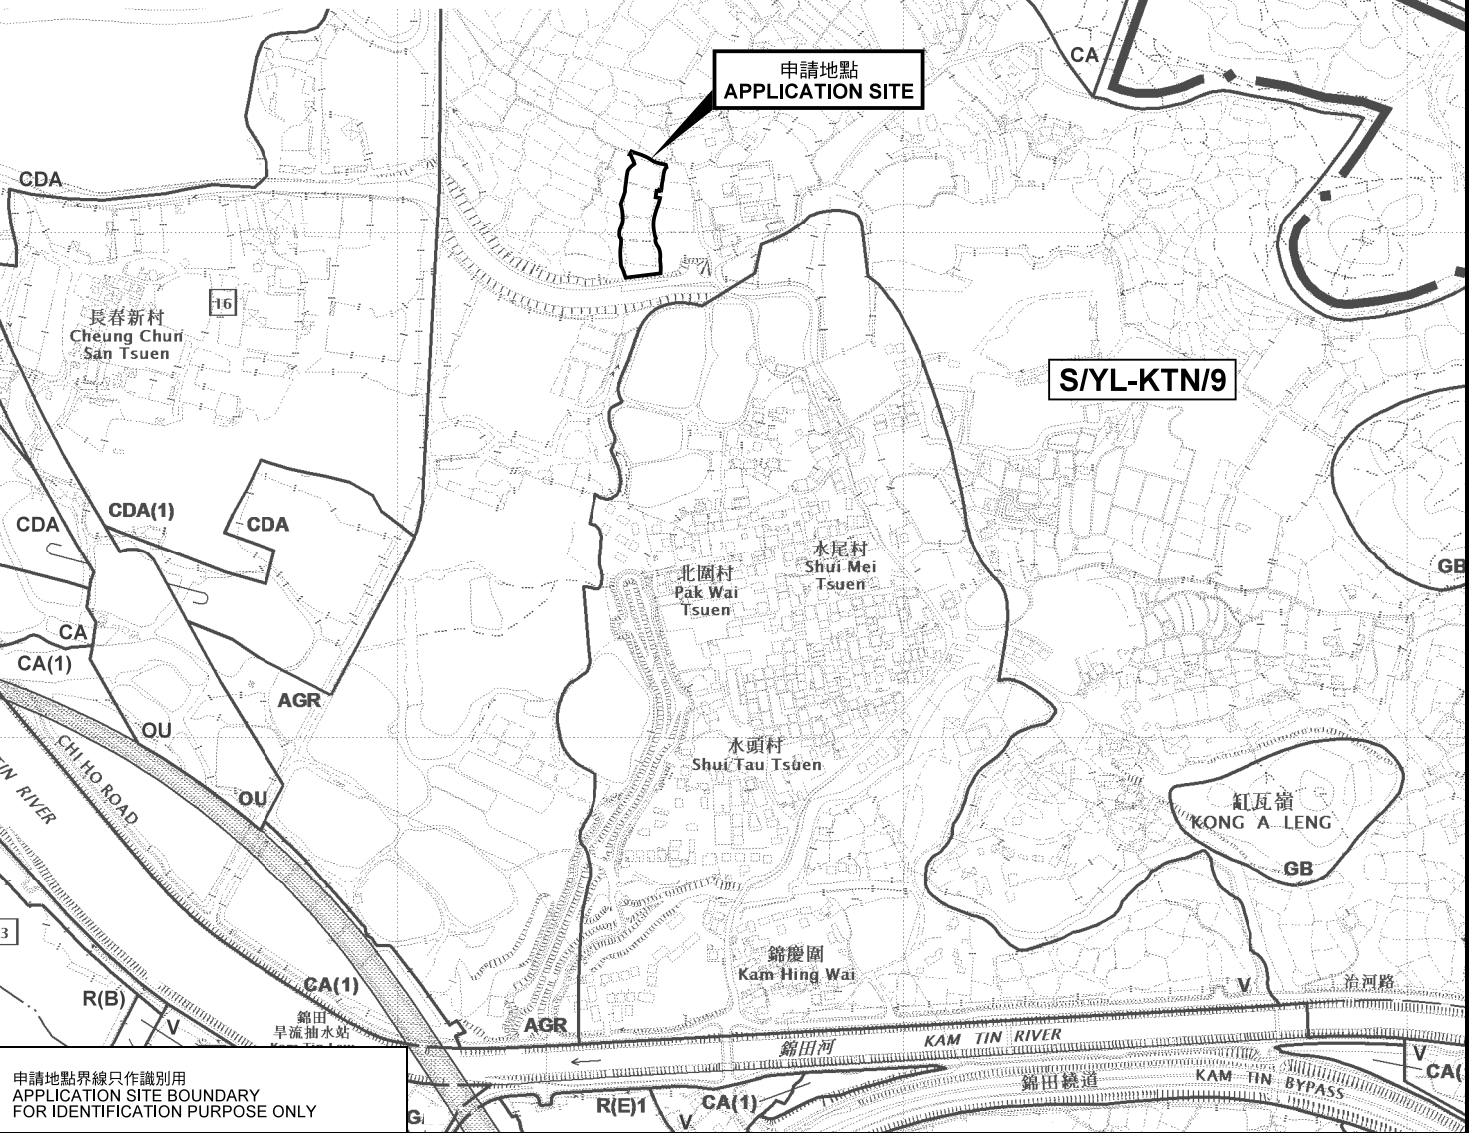 申請地點
APPLICATION SITE
CA
CDA
16
長春新村
Cheung Chun
San Tsuen
S/YL-KTN/9
CDA
CDA(1)
CDA
水尾村
Shui Mei
Tsuen
北圍村
Pak Wai
Tsuen
GB
CA
CA(1)
AGR
OU
水頭村
Shui Tau Tsuen
CHI HO ROAD
TIN RIVER
OU
缸瓦嶺
KONG A LENG
GB
3
錦慶圍
Kam Hing Wai
R(B)
V
CA(1)
錦田
旱流抽水站
AGR
V
治河路
錦田河
KAM TIN RIVER
錦田繞道
KAM TIN BYPASS
V
CA(
R(E)1
V
CA(1)
申請地點界線只作識別用
APPLICATION SITE BOUNDARY
FOR IDENTIFICATION PURPOSE ONLY